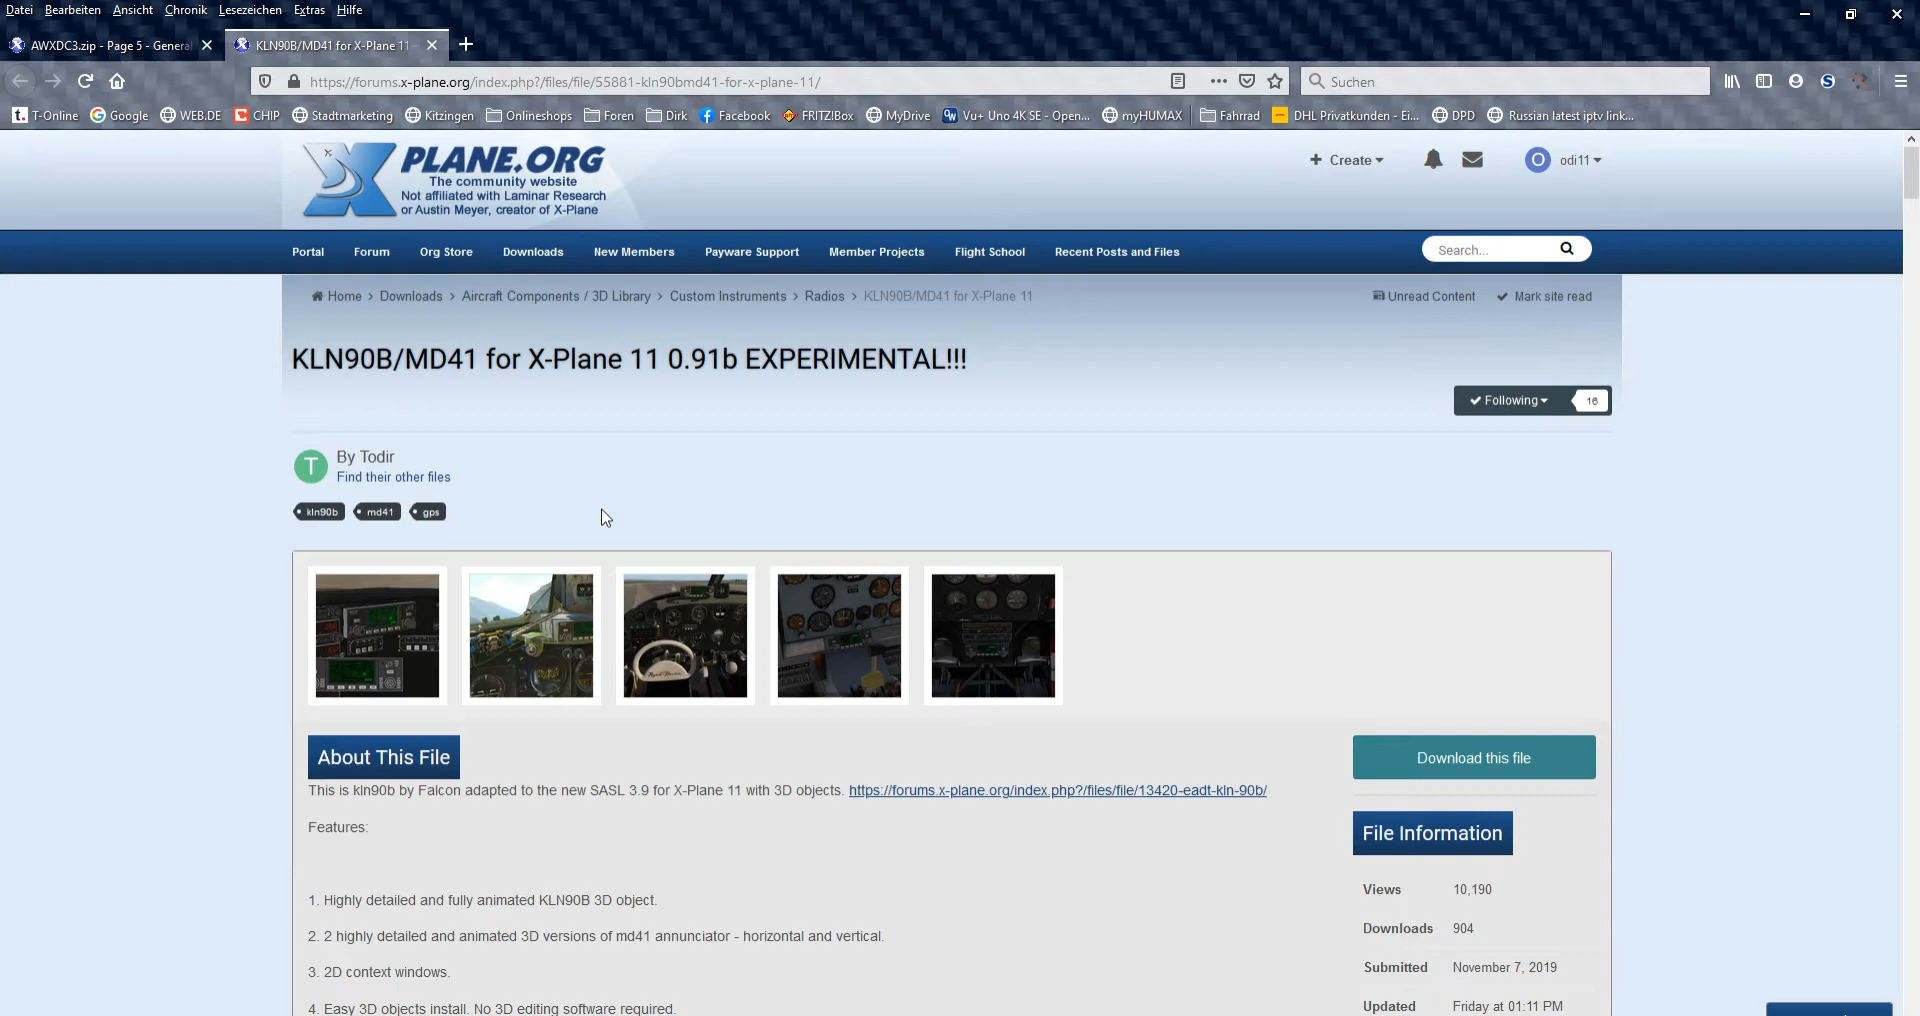 Datei Bearbeiten Ansicht Chronik Lesezeichen Extras Hilfe
AWXDC3.zip - Page 5 - General
KLN90B/MD41 for X-Plane 11
https://forums.x-plane.org/index.php?/files/file/55881-kln90bmd41-for-x-plane-11/
Suchen
T-Online Google WEB.DE CHIP Stadtmarketing Kitzingen Onlineshops Foren Dirk Facebook FRITZ!Box MyDrive Vu+ Uno 4K SE - Open... myHUMAX Fahrrad DHL Privatkunden - Ei... DPD Russian latest iptv link...
X PLANE.ORG
The community website
Not affiliated with Laminar Research
or Austin Meyer, creator of X-Plane
Create
O odi11
Portal Forum Org Store Downloads New Members Payware Support Member Projects Flight School Recent Posts and Files
Search...
Home > Downloads > Aircraft Components / 3D Library > Custom Instruments > Radios > KLN90B/MD41 for X-Plane 11
Unread Content Mark site read
KLN90B/MD41 for X-Plane 11 0.91b EXPERIMENTAL!!!
Following 16
T
By Todir
Find their other files
kln90b md41 gps
About This File
Download this file
This is kln90b by Falcon adapted to the new SASL 3.9 for X-Plane 11 with 3D objects. https://forums.x-plane.org/index.php?/files/file/13420-eadt-kln-90b/
Features:
File Information
1. Highly detailed and fully animated KLN90B 3D object.
2. 2 highly detailed and animated 3D versions of md41 annunciator - horizontal and vertical.
3. 2D context windows.
4. Easy 3D objects install. No 3D editing software required.
Views 10,190
Downloads 904
Submitted November 7, 2019
Updated Friday at 01:11 PM